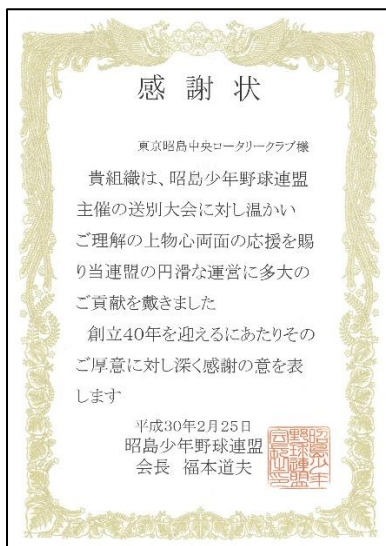 感謝状
東京昭島中央ロータリークラブ様
貴組織は、昭島少年野球連盟
主催の送別大会に対し温かい
ご理解の上物心両面の応援を賜
り当連盟の円滑な運営に多大の
ご貢献を戴きました
創立40年を迎えるにあたりその
ご厚意に対し深く感謝の意を表
します
平成30年2月25日
昭島少年野球連盟
会長 福本道夫